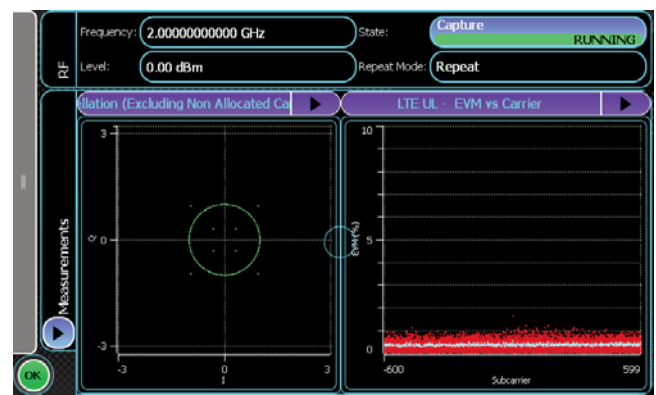 Frequency: 2.00000000000 GHz State: Capture
RUNNING
RF
Level: 0.00 dBm Repeat Mode: Repeat
llation (Excluding Non Allocated Ca
LTE UL - EVM vs Carrier
Measurements
3
Q 0
-3
-3 0 3
I
10
EVM(%)
5
0
-600 599
Subcarrier
OK